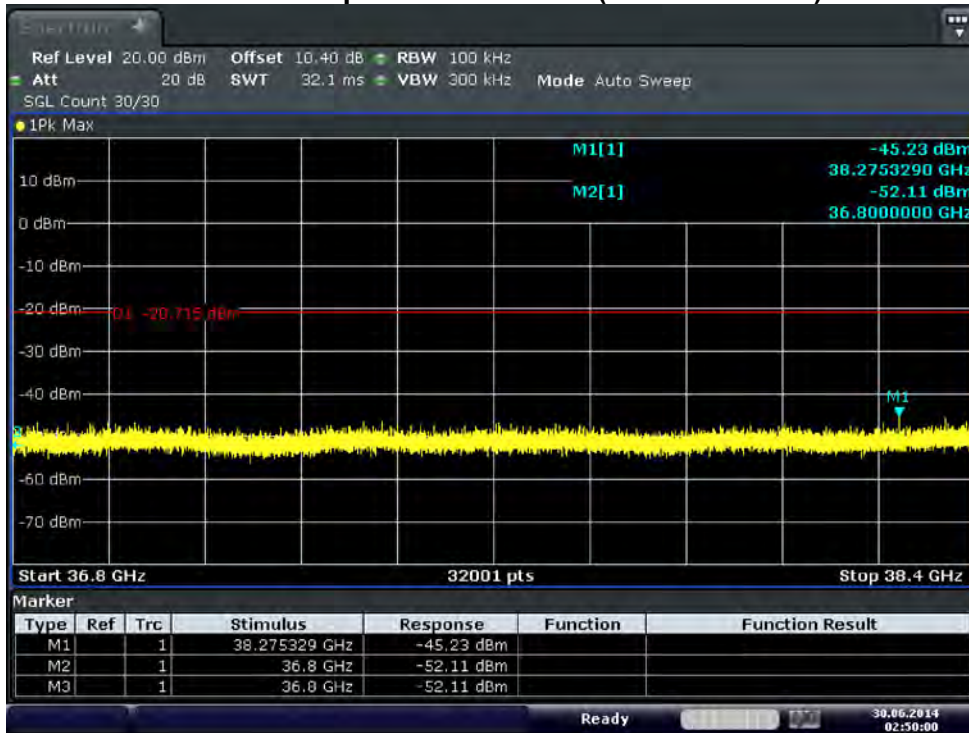 Spectrum
Ref Level 20.00 dBm Offset 10.40 dB RBW 100 kHz
Att 20 dB SWT 32.1 ms VBW 300 kHz Mode Auto Sweep
SGL Count 30/30
1Pk Max
M1[1] -45.23 dBm
38.2753290 GHz
M2[1] -52.11 dBm
36.8000000 GHz
10 dBm
0 dBm
-10 dBm
-20 dBm
D1 -20.715 dBm
-30 dBm
-40 dBm
M1
-60 dBm
-70 dBm
Start 36.8 GHz 32001 pts Stop 38.4 GHz
Marker
Type Ref Trc Stimulus Response Function Function Result
M1 1 38.275329 GHz -45.23 dBm
M2 1 36.8 GHz -52.11 dBm
M3 1 36.8 GHz -52.11 dBm
Ready 30.06.2014
02:50:00